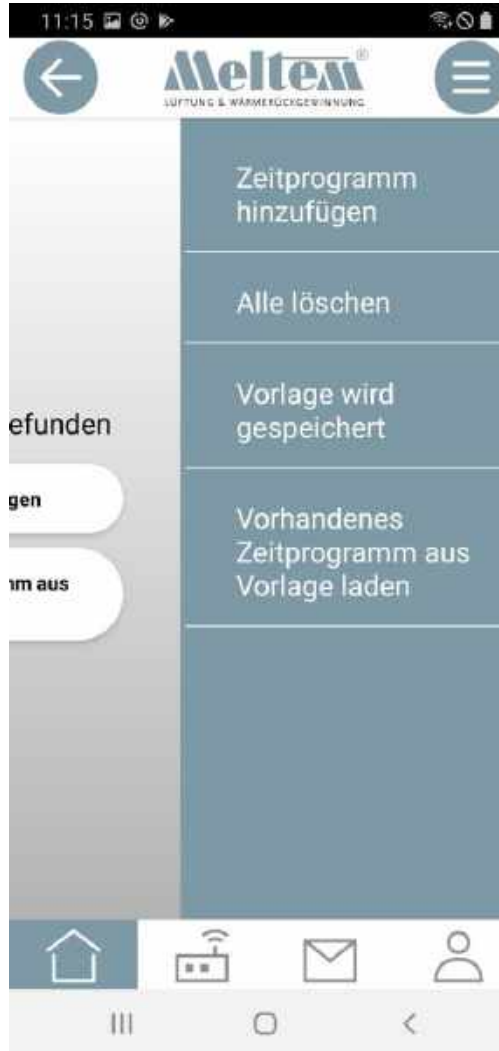 11:15
Meltem®
LÜFTUNG & WÄRMERÜCKGEWINNUNG
Zeitprogramm
hinzufügen
Alle löschen
Vorlage wird
gespeichert
efunden
gen
Vorhandenes
Zeitprogramm aus
Vorlage laden
mm aus